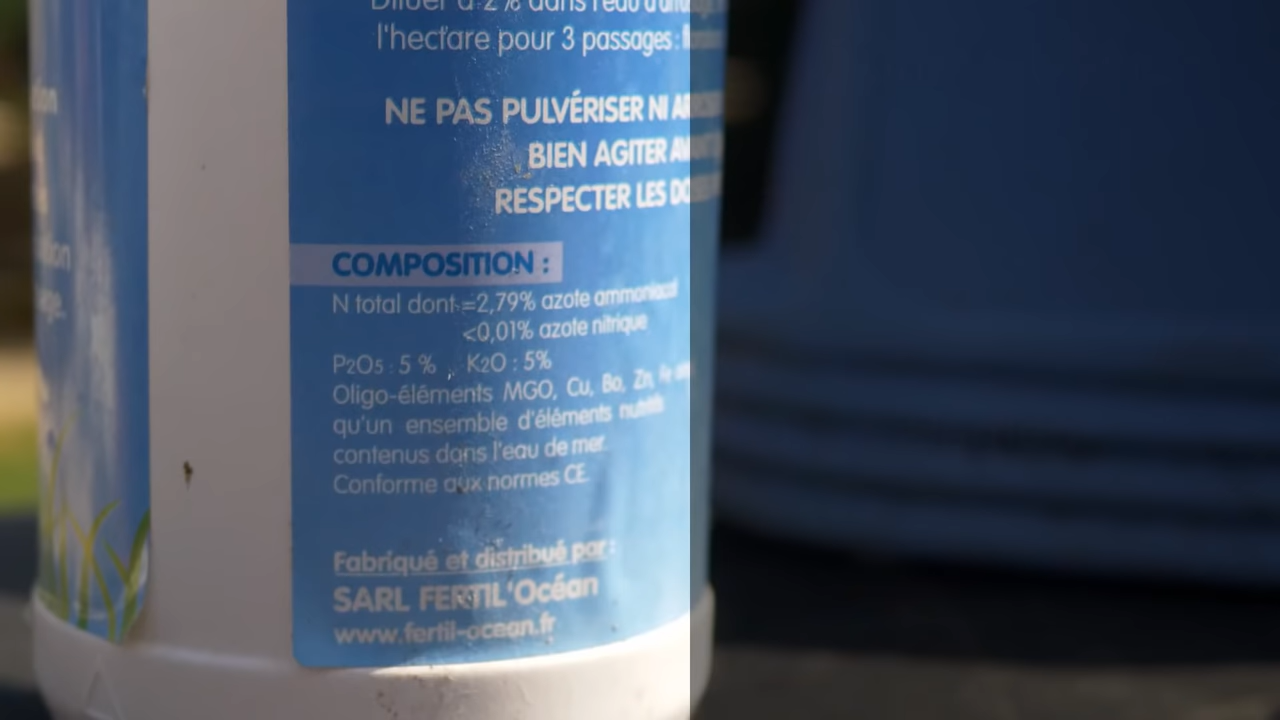 l'hectare pour 3 passages :
NE PAS PULVÉRISER NI
BIEN AGITER
RESPECTER LES
COMPOSITION :
N total dont =2,79% azote ammoniacal
<0,01% azote nitrique
P2O5 : 5 % , K2O : 5%
Oligo-éléments MGO, Cu, Bo, Zn, Fe
qu'un ensemble d'éléments nutritifs
contenus dans l'eau de mer.
Conforme aux normes CE.
Fabriqué et distribué par :
SARL FERTIL'Océan
www.fertil-ocean.fr